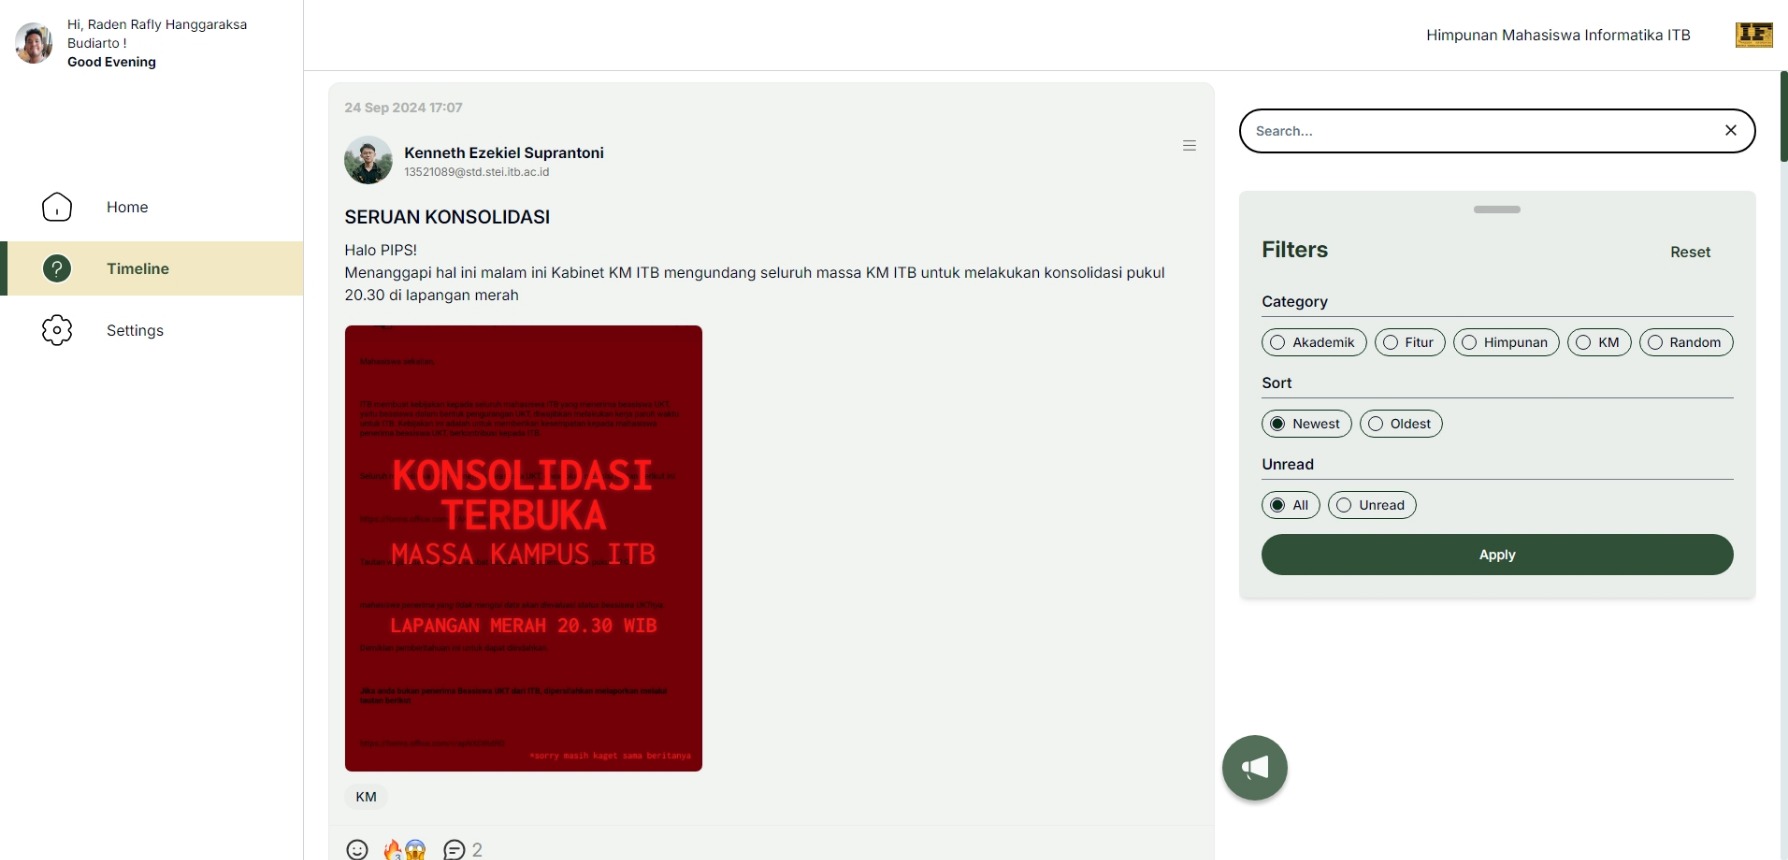 Hi, Raden Rafly Hanggaraksa
Budiarto !
Good Evening
Himpunan Mahasiswa Informatika ITB
IF
Home
Timeline
Settings
24 Sep 2024 17:07
Kenneth Ezekiel Suprantoni
13521089@std.stei.itb.ac.id
SERUAN KONSOLIDASI
Halo PIPS!
Menanggapi hal ini malam ini Kabinet KM ITB mengundang seluruh massa KM ITB untuk melakukan konsolidasi pukul
20.30 di lapangan merah
KONSOLIDASI
TERBUKA
MASSA KAMPUS ITB
LAPANGAN MERAH 20.30 WIB
*sorry masih kaget sama beritanya
KM
3
2
Search...
Filters
Reset
Category
Akademik Fitur Himpunan KM Random
Sort
Newest Oldest
Unread
All Unread
Apply